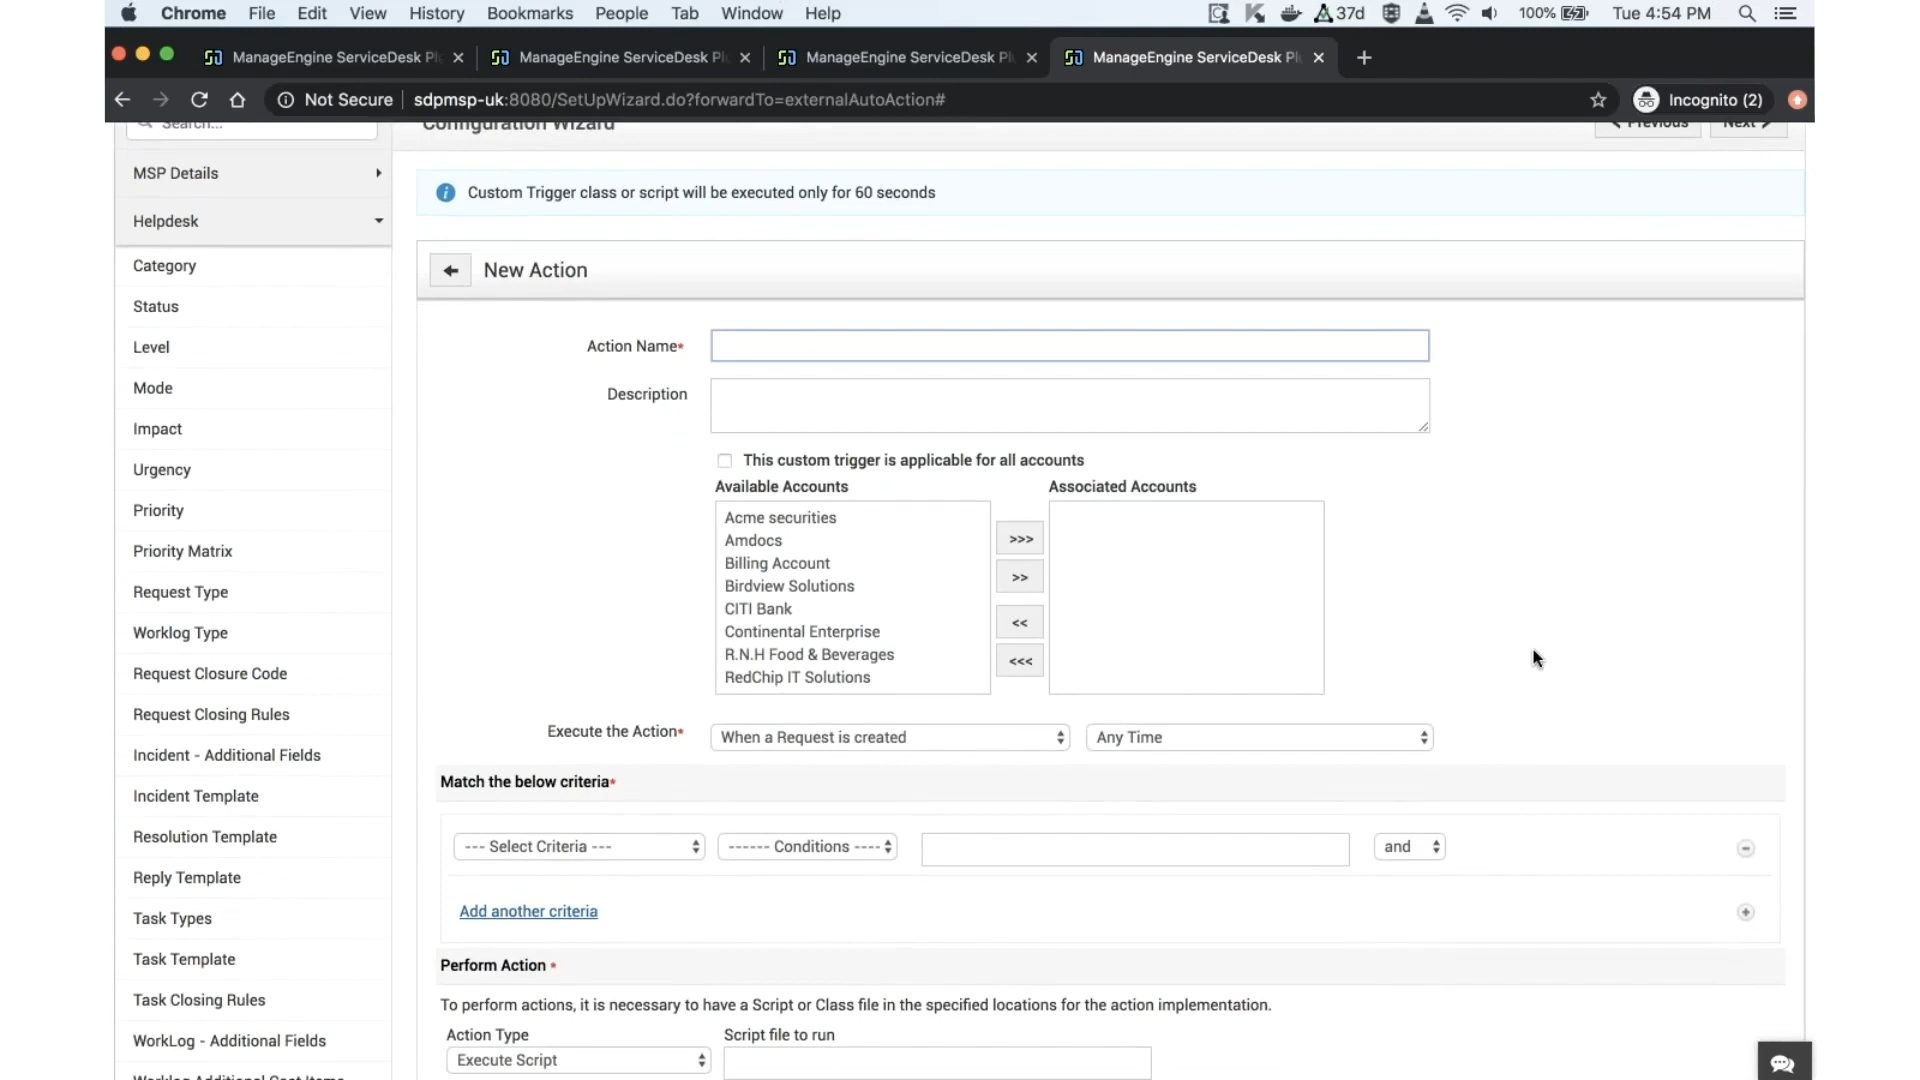 Chrome File Edit View History Bookmarks People Tab Window Help 37d 100% Tue 4:54 PM
ManageEngine ServiceDesk Pl ManageEngine ServiceDesk Pl ManageEngine ServiceDesk Pl ManageEngine ServiceDesk Pl
Not Secure sdpmsp-uk:8080/SetUpWizard.do?forwardTo=externalAutoAction# Incognito (2)
Search...
Configuration Wizard
Previous Next
MSP Details
Helpdesk
Category
Status
Level
Mode
Impact
Urgency
Priority
Priority Matrix
Request Type
Worklog Type
Request Closure Code
Request Closing Rules
Incident - Additional Fields
Incident Template
Resolution Template
Reply Template
Task Types
Task Template
Task Closing Rules
WorkLog - Additional Fields
Worklog Additional Cost Items
Custom Trigger class or script will be executed only for 60 seconds
New Action
Action Name*
Description
This custom trigger is applicable for all accounts
Available Accounts Associated Accounts
Acme securities
Amdocs
Billing Account
Birdview Solutions
CITI Bank
Continental Enterprise
R.N.H Food & Beverages
RedChip IT Solutions
>>>
>>
<<
<<<
Execute the Action* When a Request is created Any Time
Match the below criteria*
--- Select Criteria --- ------ Conditions ---- and
Add another criteria
Perform Action *
To perform actions, it is necessary to have a Script or Class file in the specified locations for the action implementation.
Action Type Script file to run
Execute Script